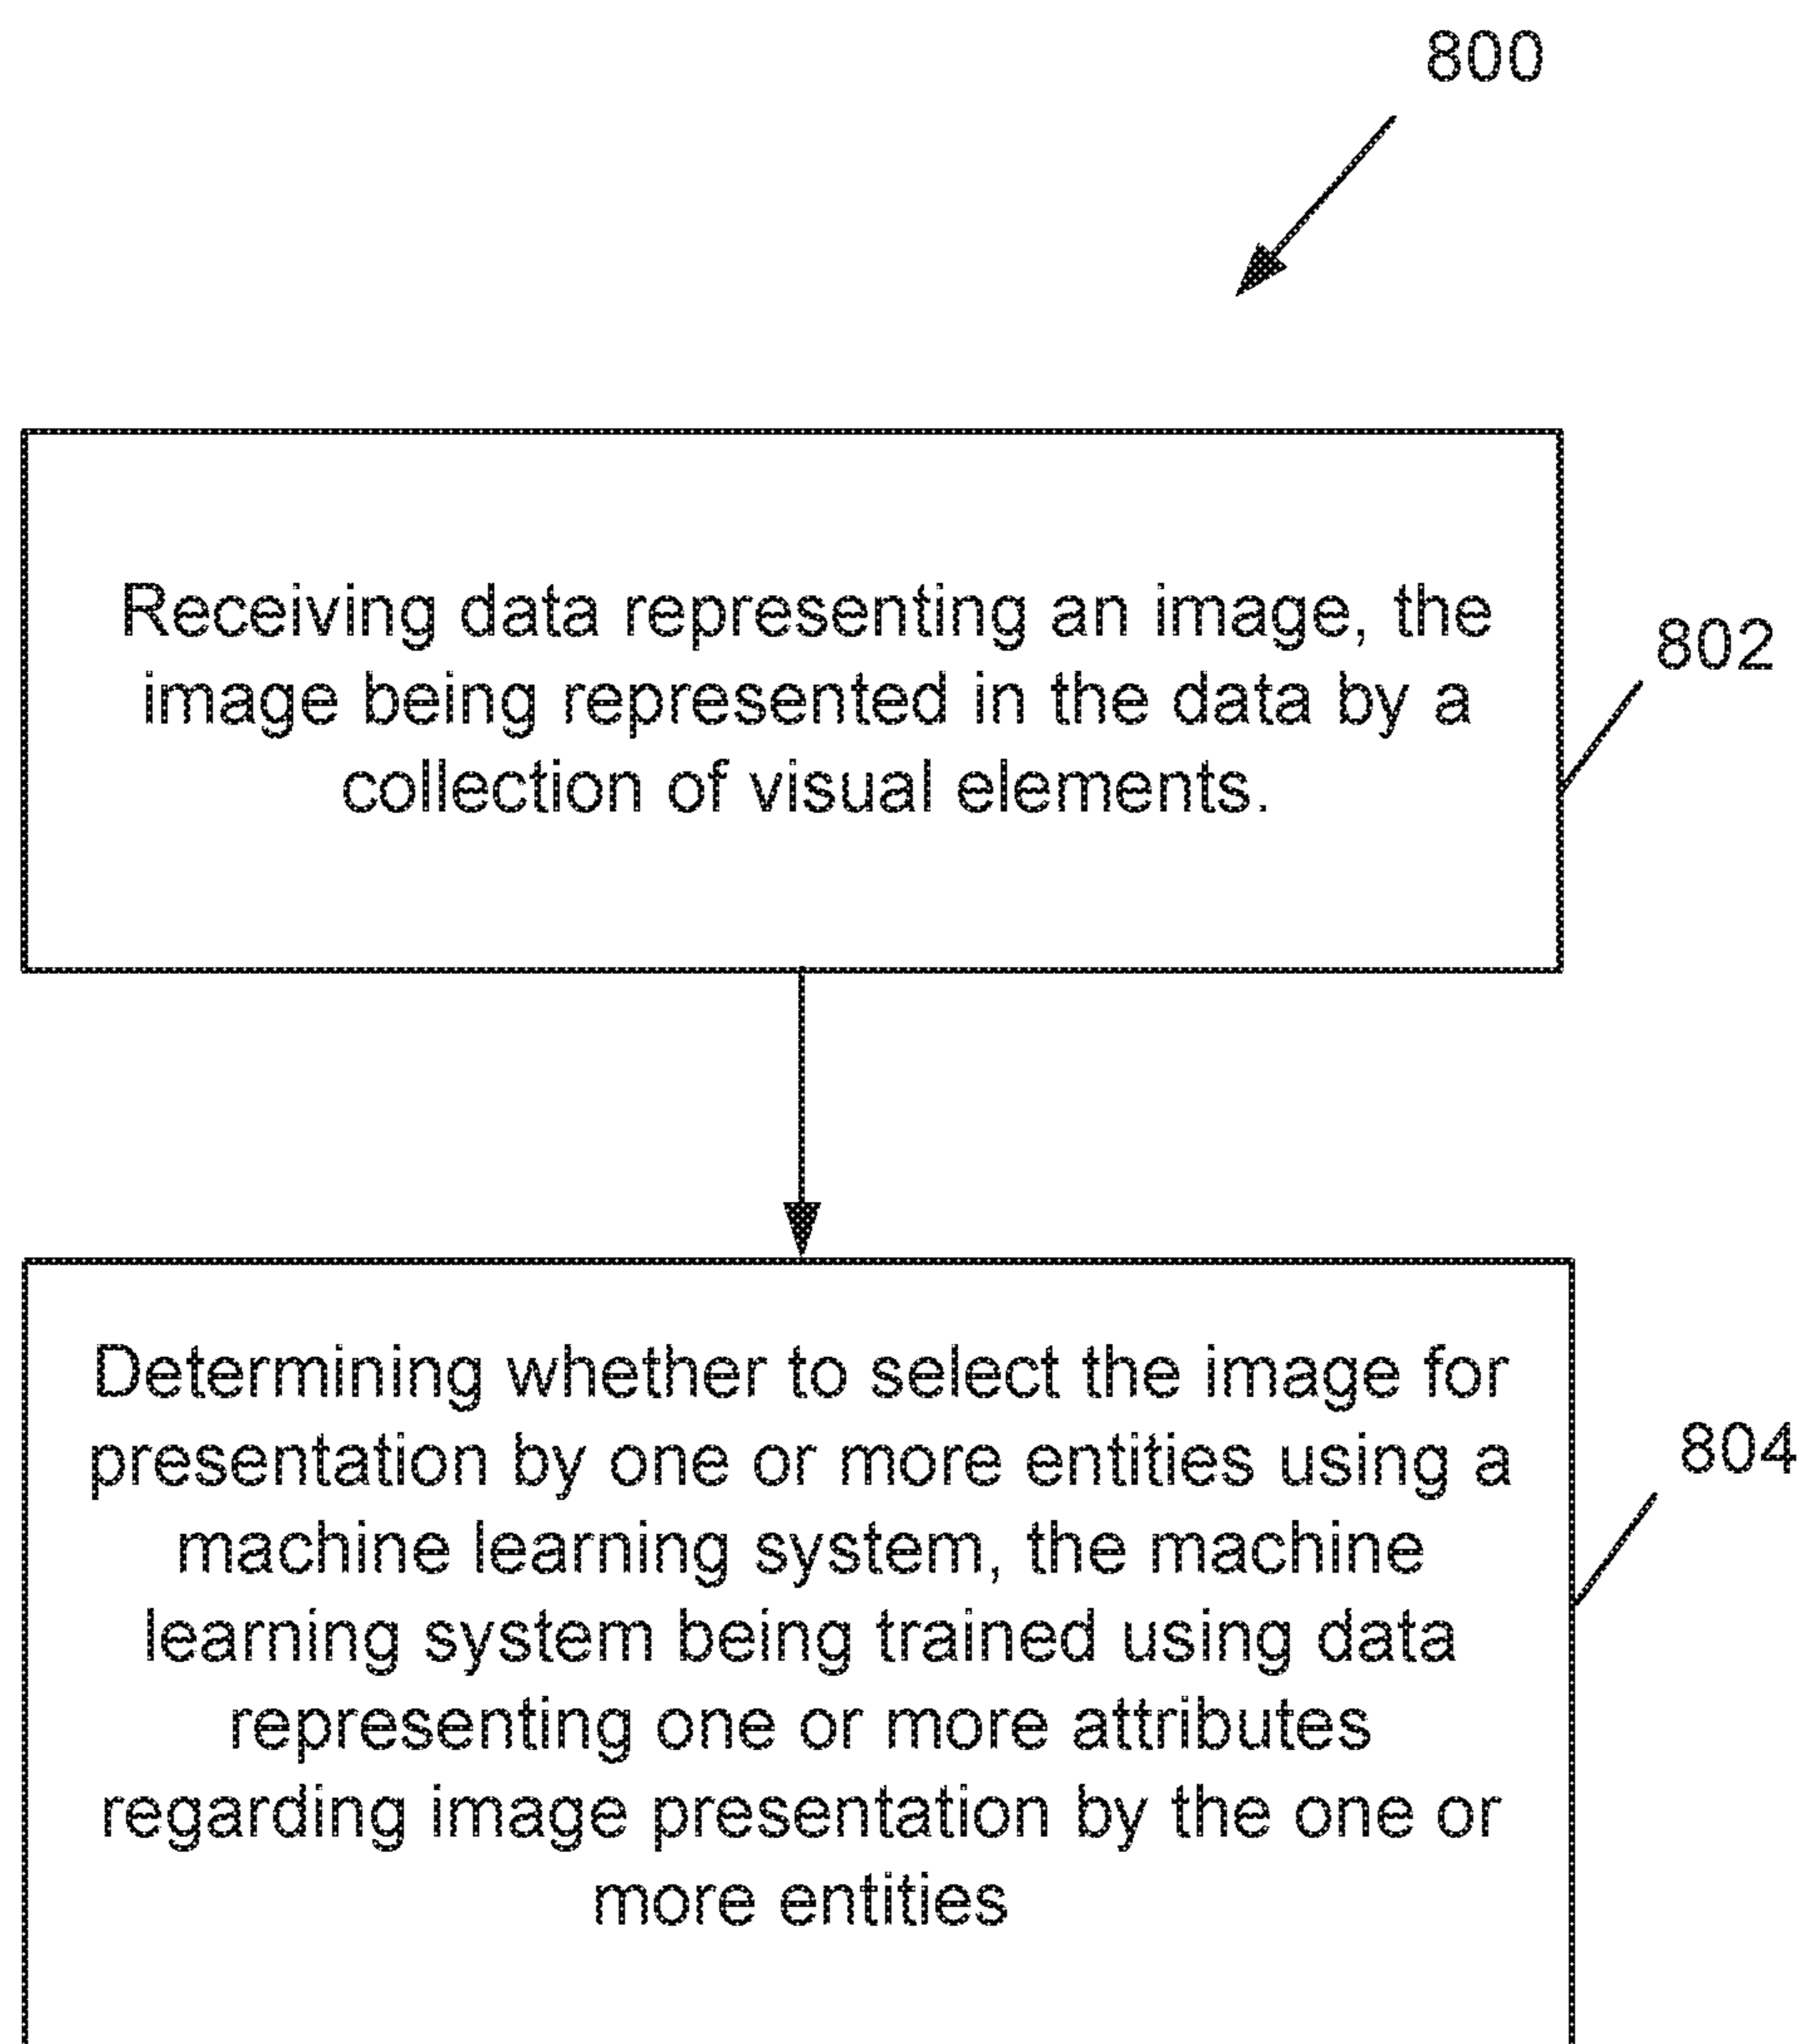 800
Receiving data representing an image, the
image being represented in the data by a
collection of visual elements.
802
Determining whether to select the image for
presentation by one or more entities using a
machine learning system, the machine
learning system being trained using data
representing one or more attributes
regarding image presentation by the one or
more entities
804